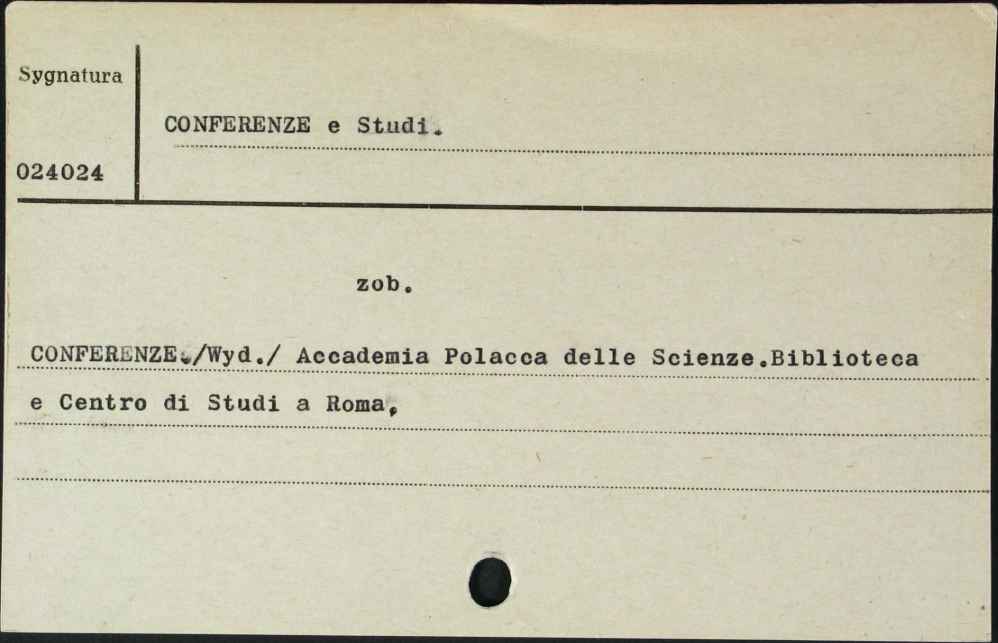 Sygnatura
CONFERENZE e Studi.
024024
zob.
CONFERENZE./Wyd./ Accademia Polacca delle Scienze.Biblioteca
e Centro di Studi a Roma,